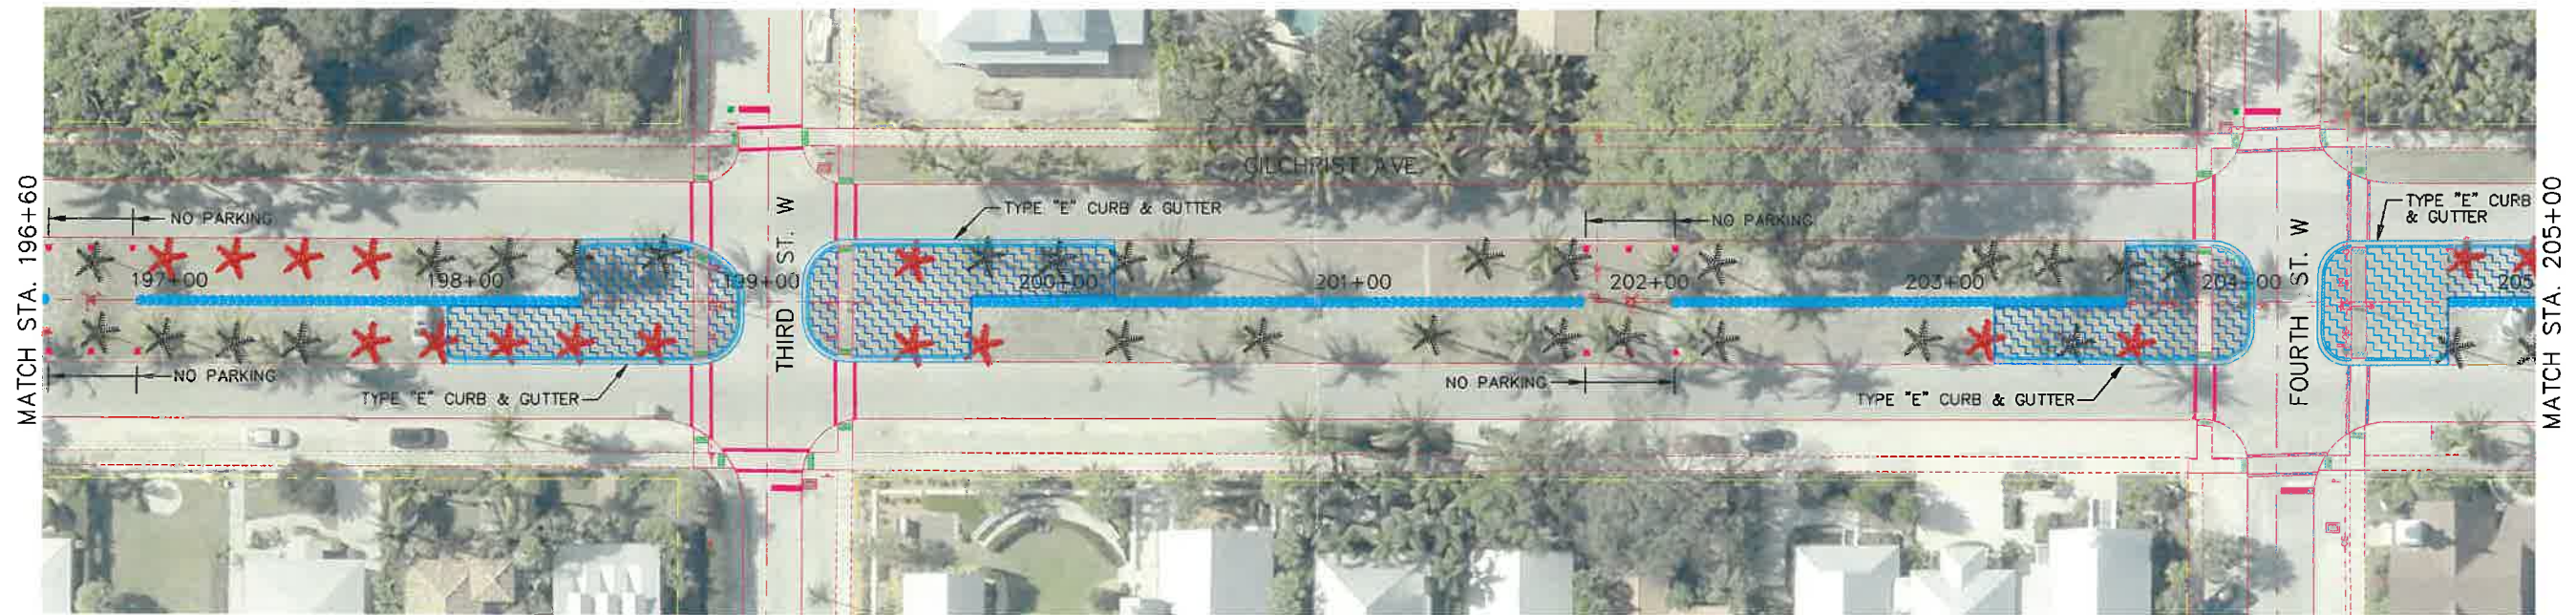 MATCH STA. 196+60
NO PARKING
197+00
198+00
NO PARKING
TYPE "E" CURB & GUTTER
199+00
THIRD ST. W
TYPE "E" CURB & GUTTER
GILCHRIST AVE
200+00
201+00
NO PARKING
202+00
NO PARKING
203+00
TYPE "E" CURB & GUTTER
204+00
FOURTH ST. W
TYPE "E" CURB
& GUTTER
205
MATCH STA. 205+00